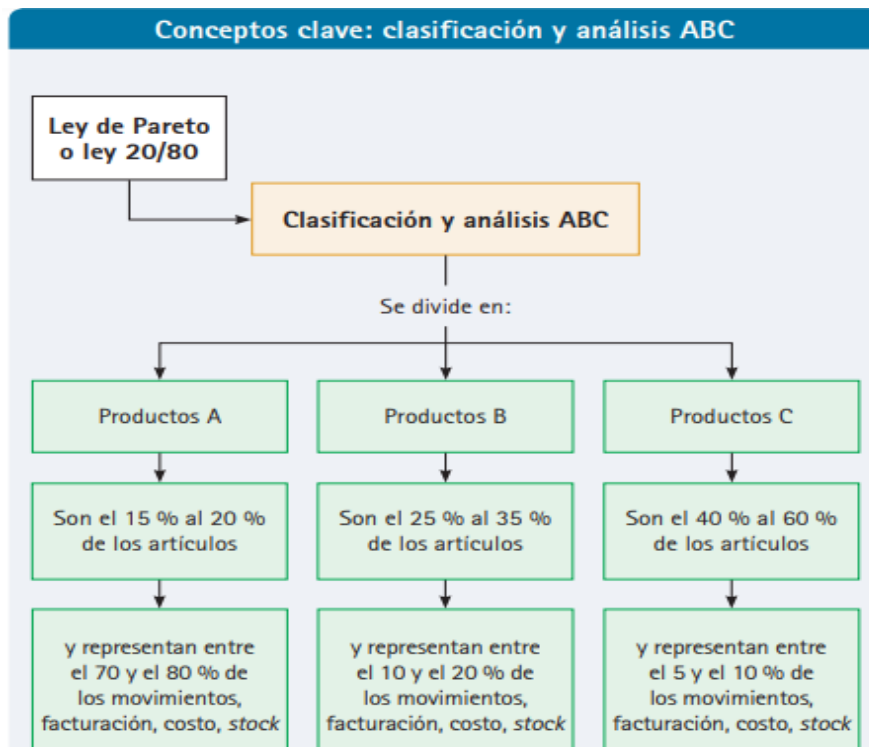 Conceptos clave: clasificación y análisis ABC
Ley de Pareto
o ley 20/80
Clasificación y análisis ABC
Se divide en:
Productos A
Productos B
Productos C
Son el 15 % al 20 %
de los artículos
Son el 25 % al 35 %
de los artículos
Son el 40 % al 60 %
de los artículos
y representan entre
el 70 y el 80 % de
los movimientos,
facturación, costo, stock
y representan entre
el 10 y el 20 % de
los movimientos,
facturación, costo, stock
y representan entre
el 5 y el 10 % de
los movimientos,
facturación, costo, stock